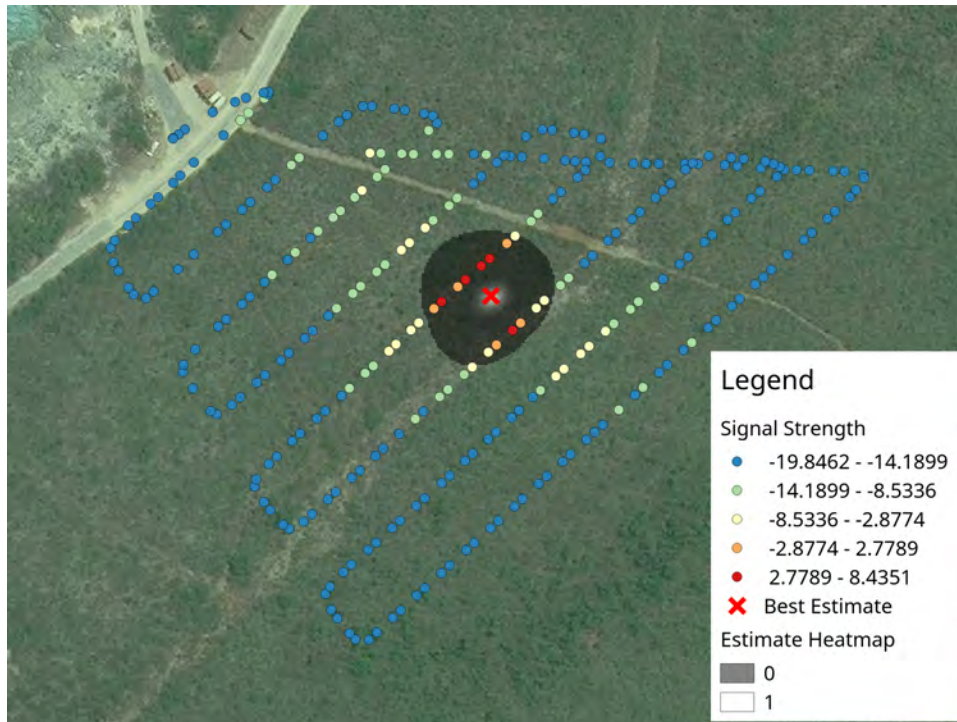 Legend
Signal Strength
-19.8462 - -14.1899
-14.1899 - -8.5336
-8.5336 - -2.8774
-2.8774 - 2.7789
2.7789 - 8.4351
Best Estimate
Estimate Heatmap
0
1